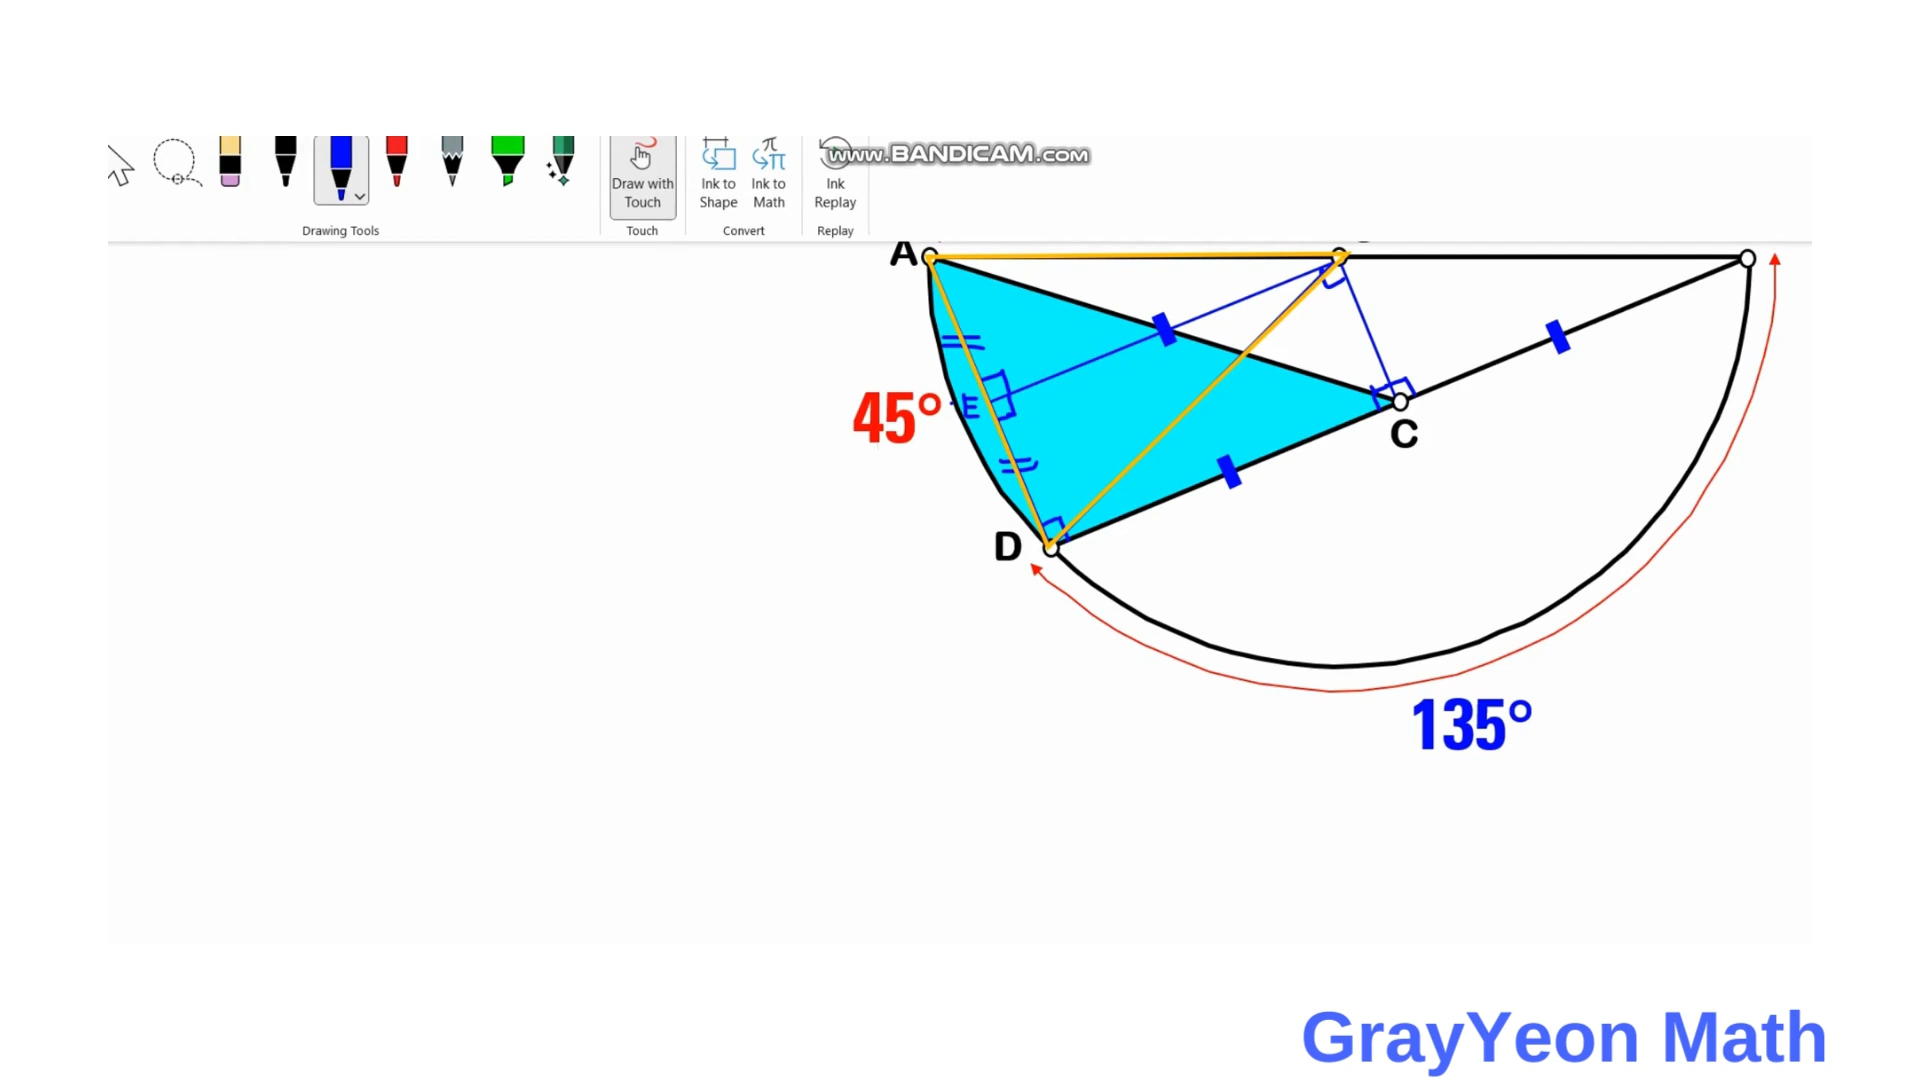 www.BANDICAM.com
Draw with
Touch
Ink to
Shape
Ink to
Math
Ink
Replay
Drawing Tools
Touch
Convert
Replay
A
45°
E
C
D
135°
GrayYeon Math